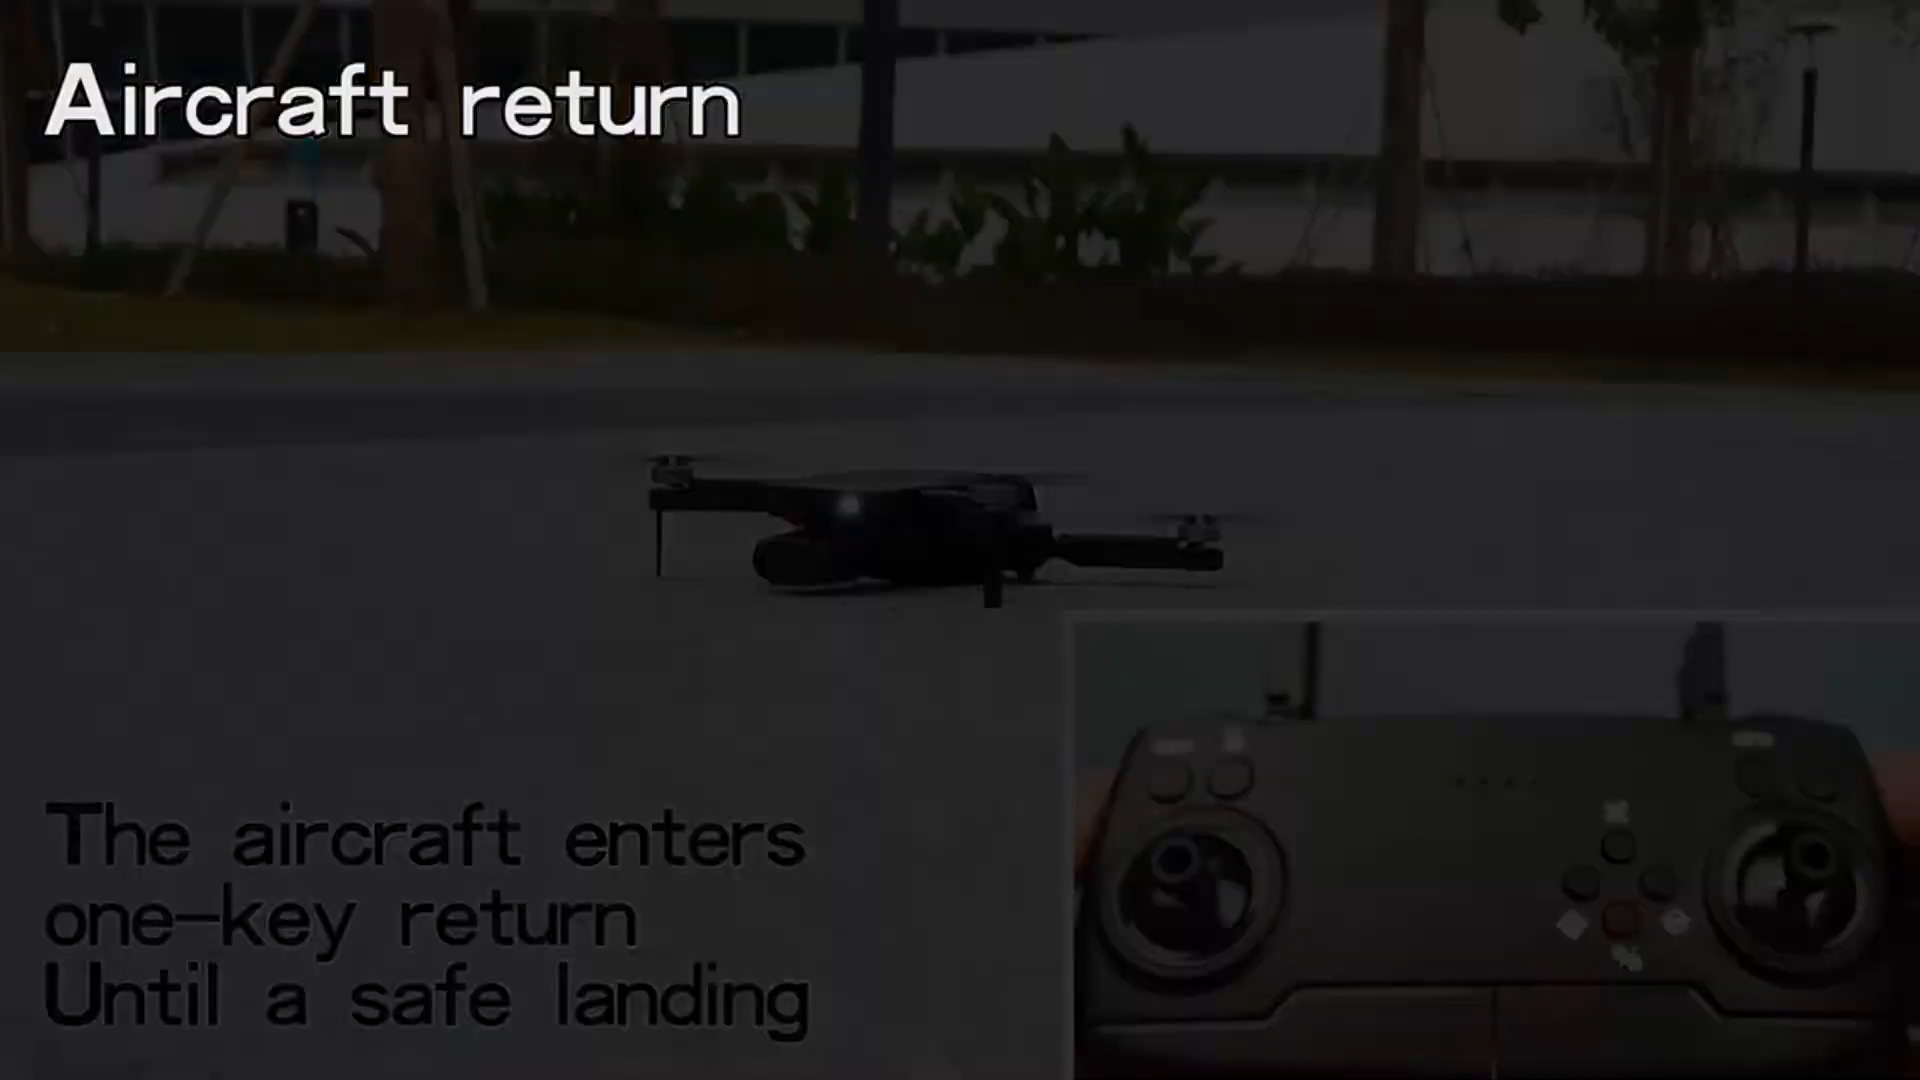 Aircraft return
The aircraft enters
one-key return
Until a safe landing